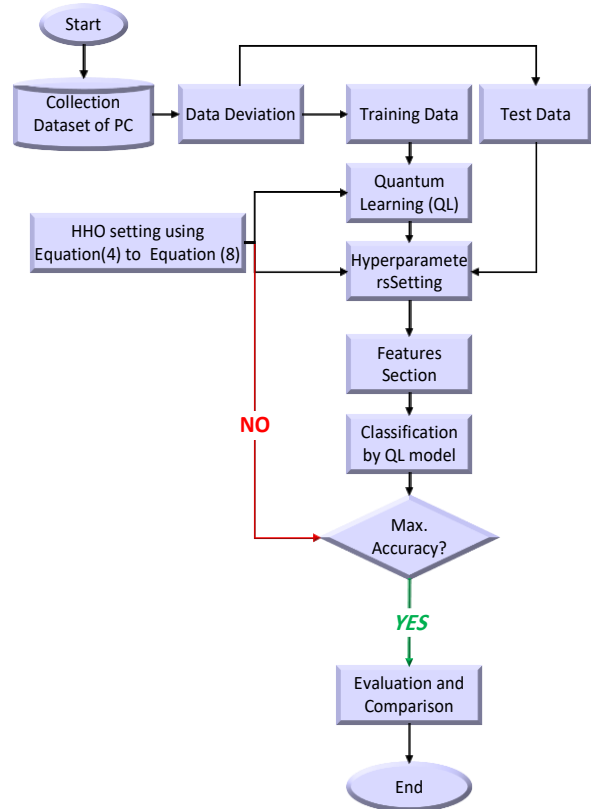 Start
Collection
Dataset of PC
Data Deviation
Training Data
Test Data
Quantum
Learning (QL)
HHO setting using
Equation(4) to Equation (8)
Hyperparamete
rsSetting
Features
Section
NO
Classification
by QL model
Max.
Accuracy?
YES
Evaluation and
Comparison
End